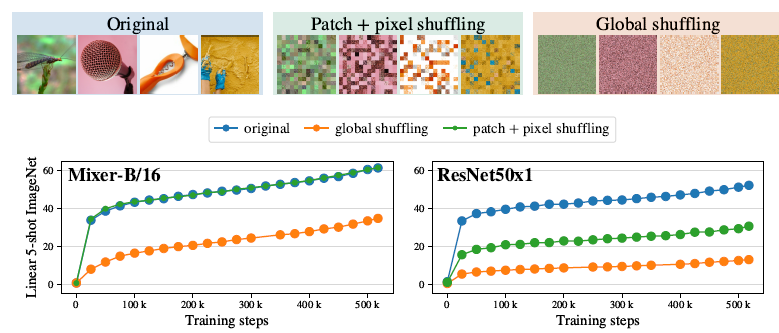 Original
Patch + pixel shuffling
Global shuffling
original
global shuffling
patch + pixel shuffling
Linear 5-shot ImageNet
Mixer-B/16
60
40
20
0
0
100 k
200 k
300 k
400 k
500 k
Training steps
ResNet50x1
60
40
20
0
0
100 k
200 k
300 k
400 k
500 k
Training steps